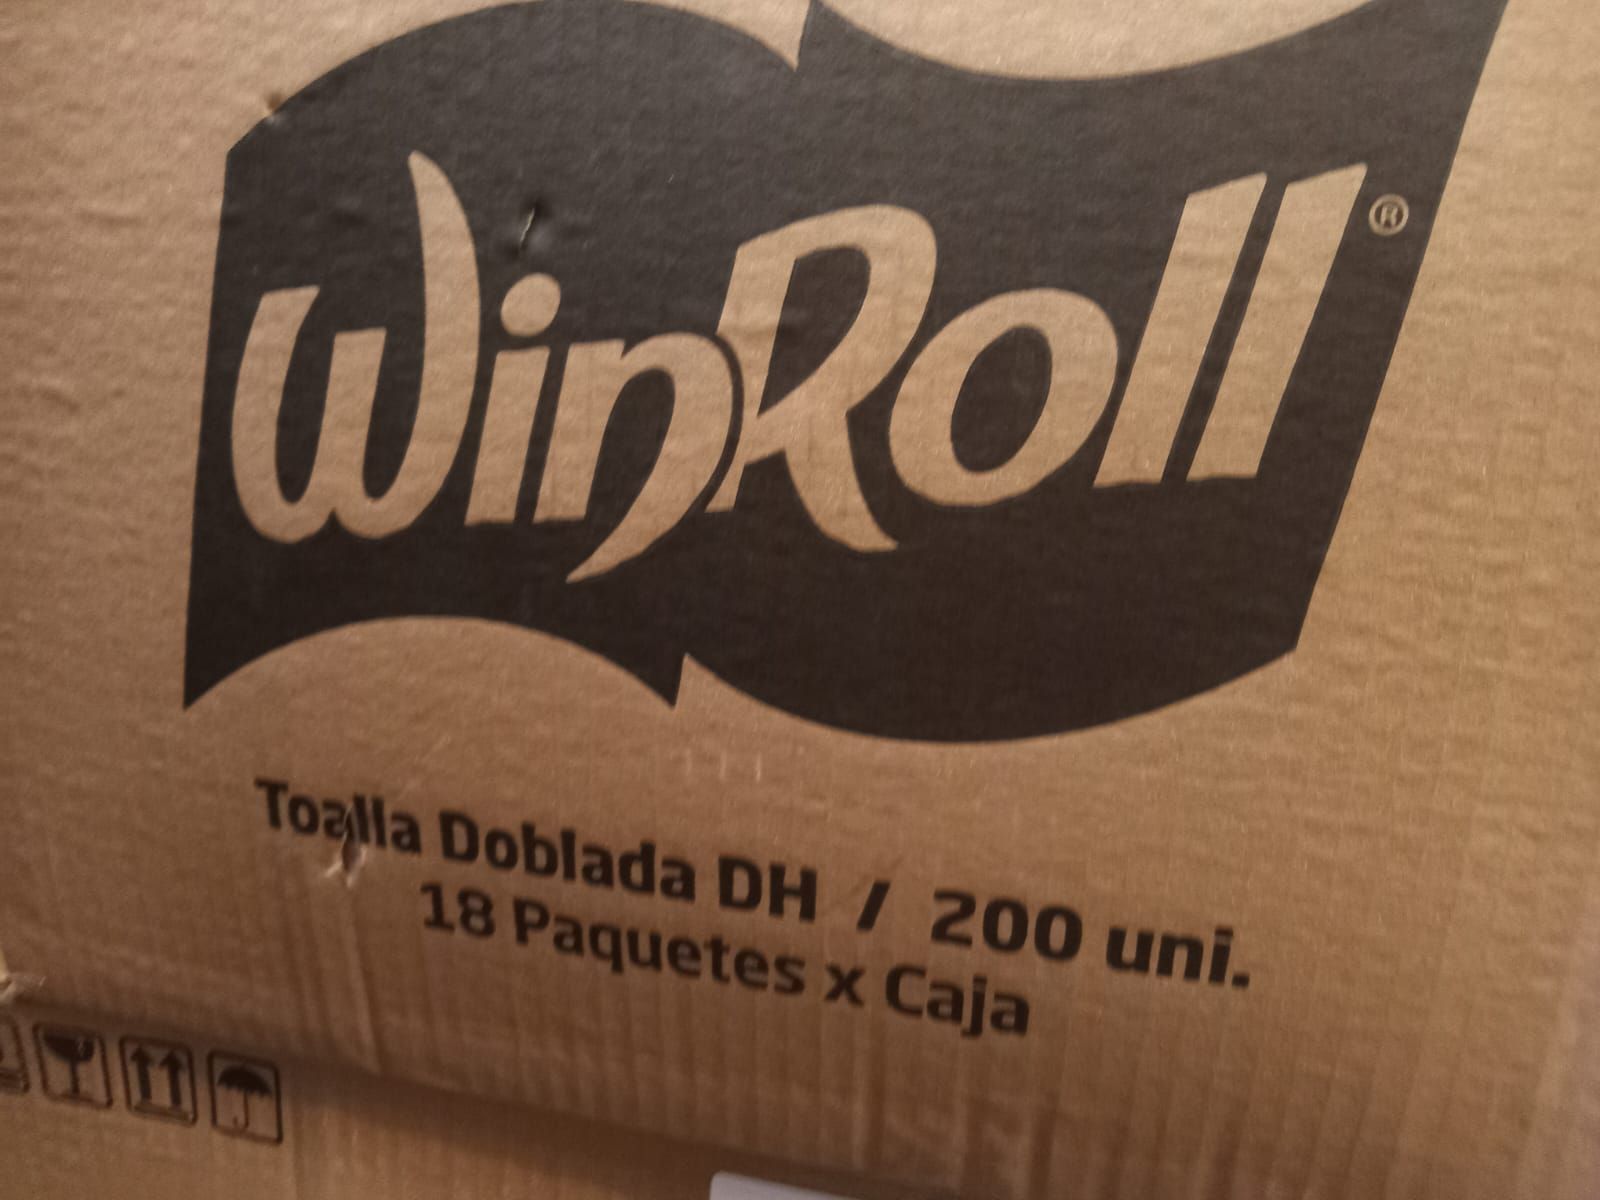 WinRoll ®
Toalla Doblada DH / 200 uni.
18 Paquetes x Caja